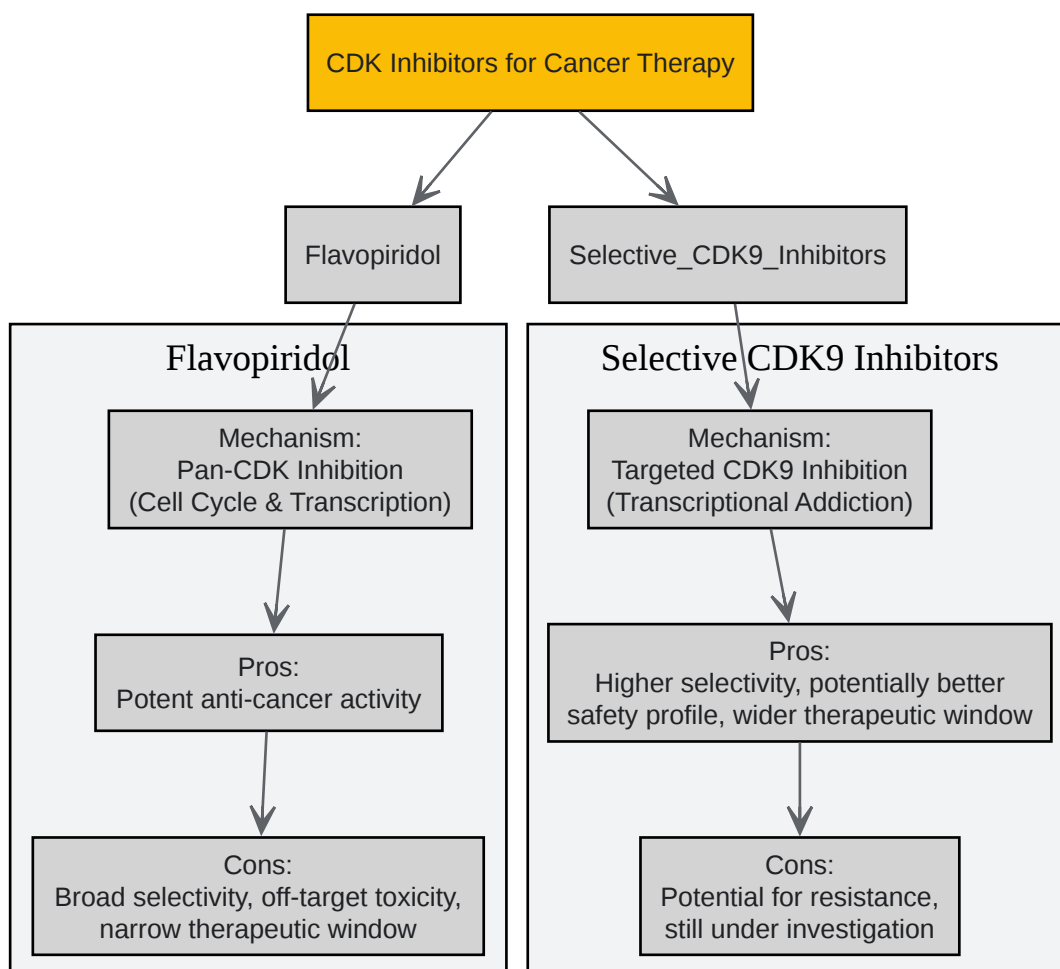 CDK Inhibitors for Cancer Therapy
Flavopiridol
Selective_CDK9_Inhibitors
Flavopiridol
Mechanism:
Pan-CDK Inhibition
(Cell Cycle & Transcription)
Pros:
Potent anti-cancer activity
Cons:
Broad selectivity, off-target toxicity,
narrow therapeutic window
Selective CDK9 Inhibitors
Mechanism:
Targeted CDK9 Inhibition
(Transcriptional Addiction)
Pros:
Higher selectivity, potentially better
safety profile, wider therapeutic window
Cons:
Potential for resistance,
still under investigation